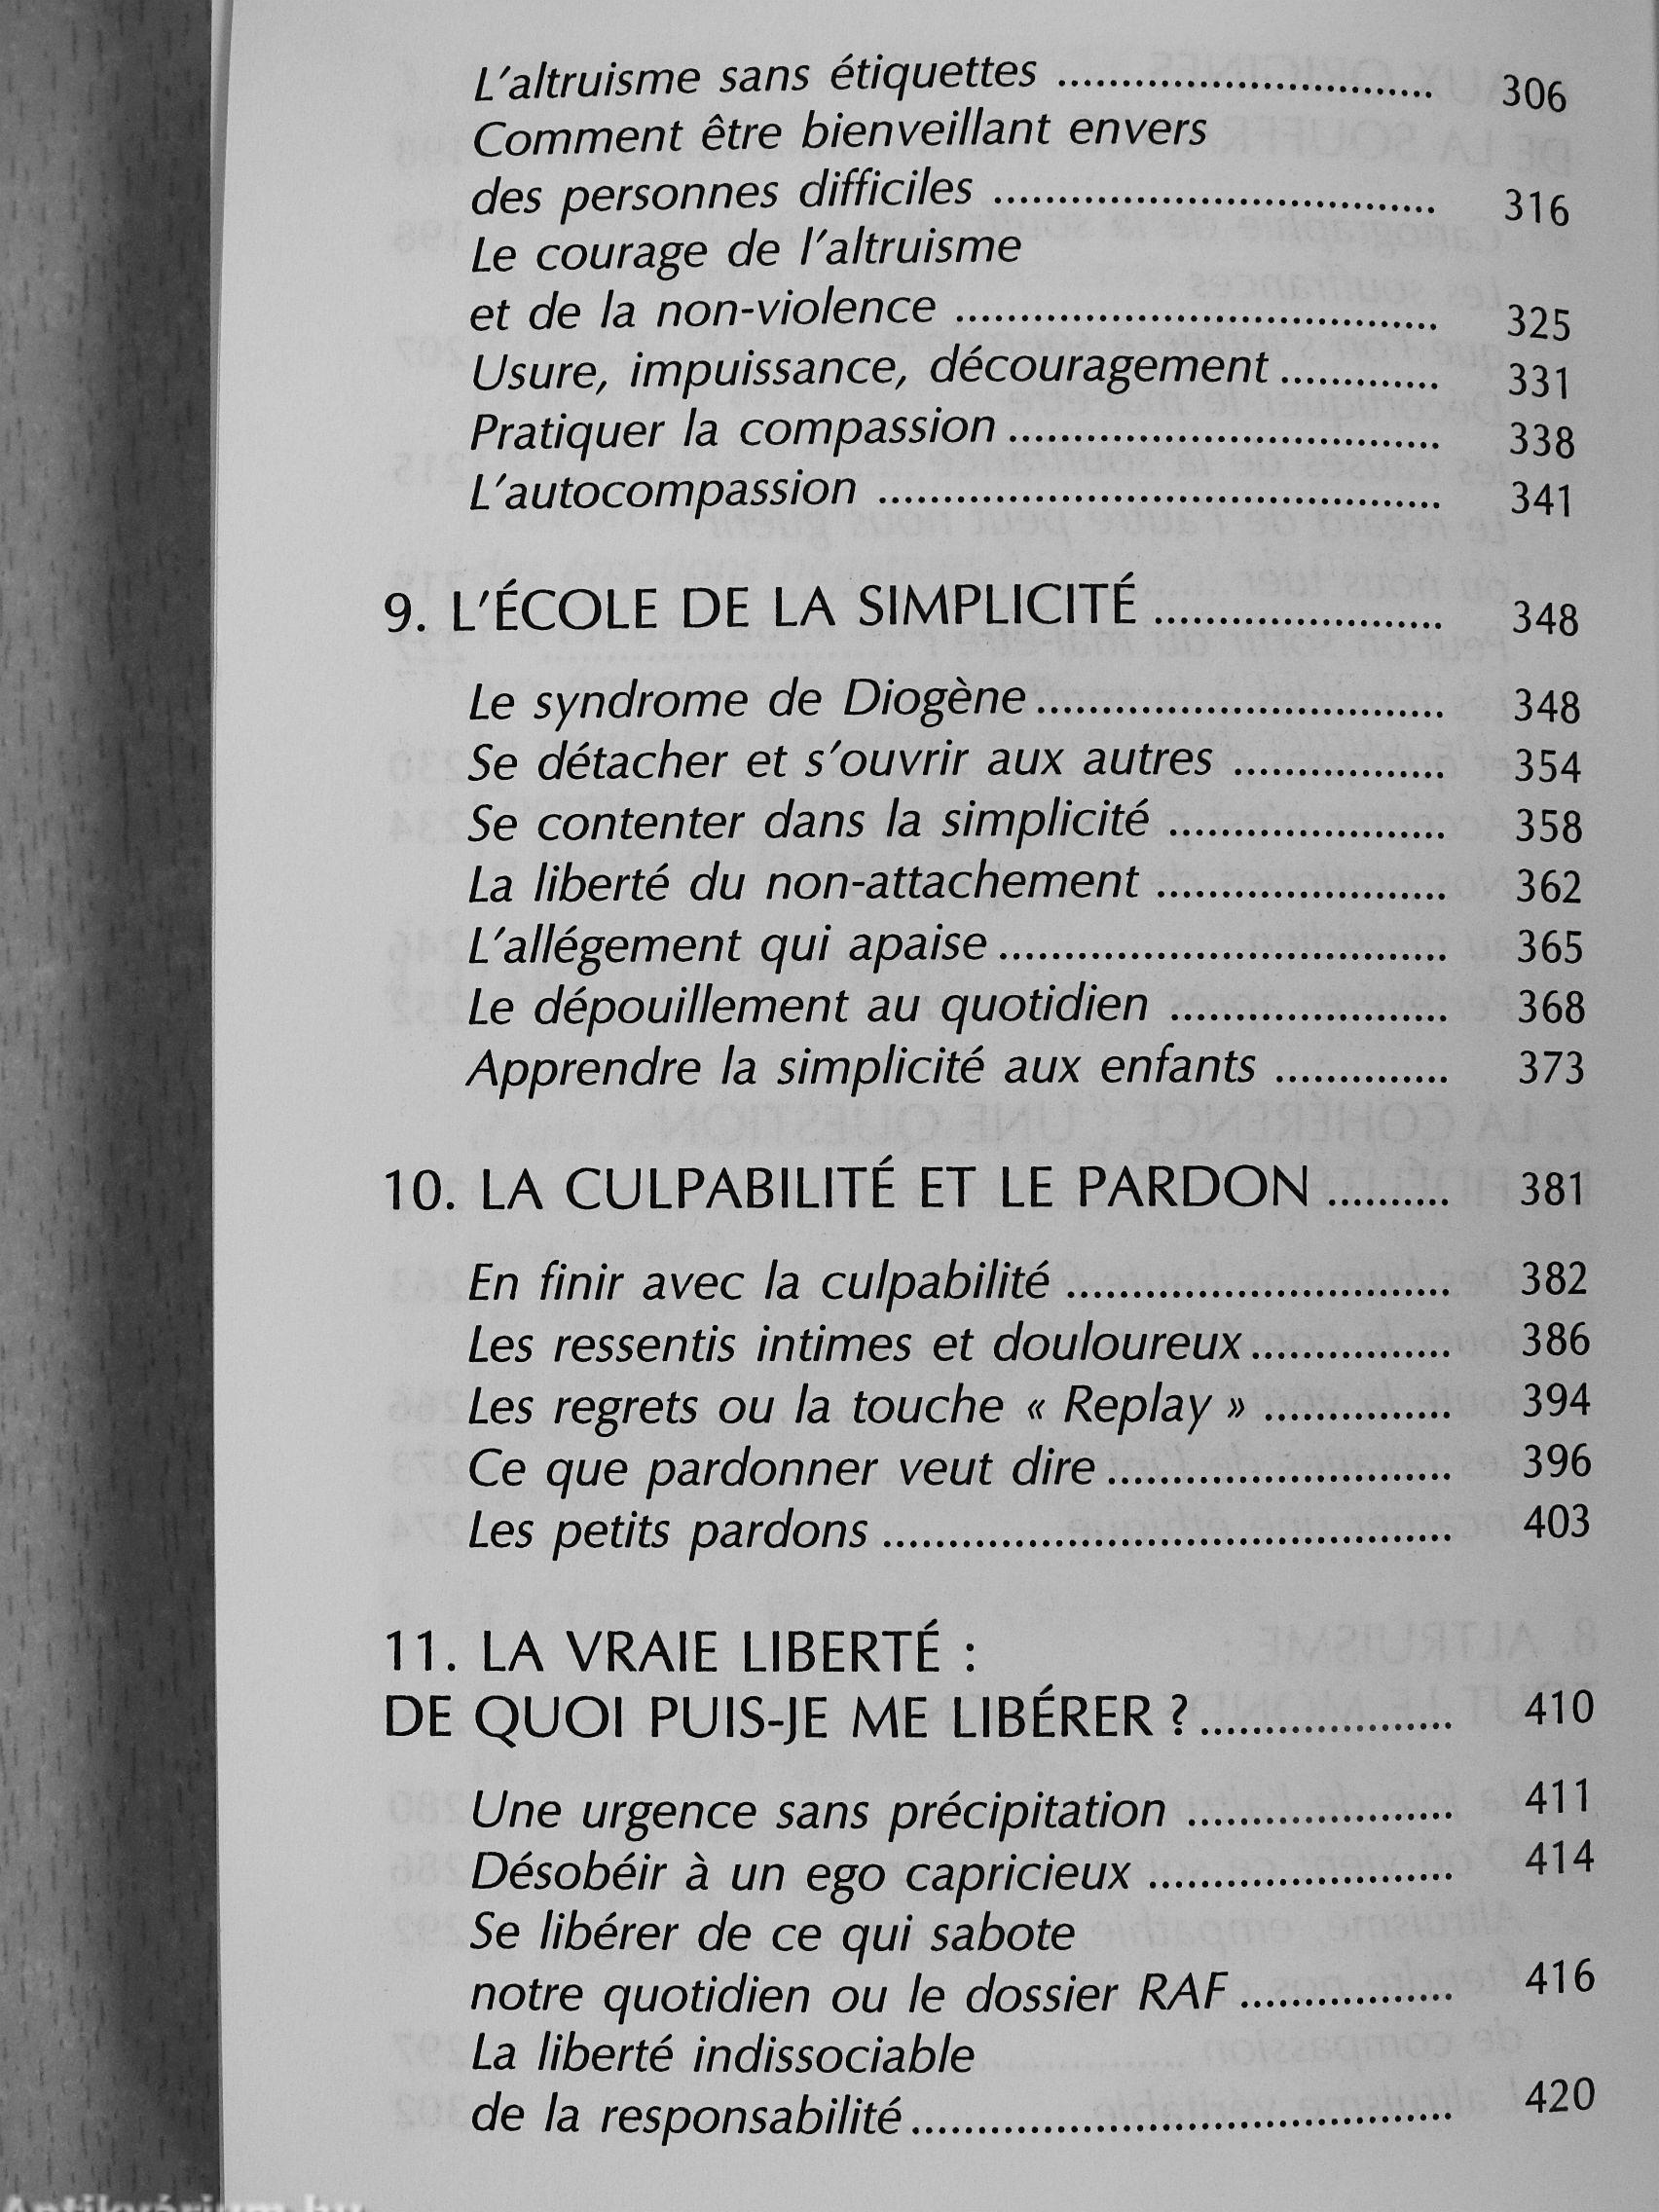 L'altruisme sans étiquettes .............................. 306
Comment être bienveillant envers
des personnes difficiles .................................. 316
Le courage de l'altruisme
et de la non-violence ..................................... 325
Usure, impuissance, découragement ............. 331
Pratiquer la compassion ................................. 338
L'autocompassion ........................................... 341
9. L'ÉCOLE DE LA SIMPLICITÉ ....................... 348
Le syndrome de Diogène ................................ 348
Se détacher et s'ouvrir aux autres ................. 354
Se contenter dans la simplicité ...................... 358
La liberté du non-attachement ....................... 362
L'allégement qui apaise ................................... 365
Le dépouillement au quotidien ...................... 368
Apprendre la simplicité aux enfants .............. 373
10. LA CULPABILITÉ ET LE PARDON .......... 381
En finir avec la culpabilité .............................. 382
Les ressentis intimes et douloureux ................ 386
Les regrets ou la touche « Replay » ............... 394
Ce que pardonner veut dire ........................... 396
Les petits pardons ............................................ 403
11. LA VRAIE LIBERTÉ :
DE QUOI PUIS-JE ME LIBÉRER ? .................... 410
Une urgence sans précipitation ..................... 411
Désobéir à un ego capricieux ........................ 414
Se libérer de ce qui sabote
notre quotidien ou le dossier RAF ................. 416
La liberté indissociable
de la responsabilité .......................................... 420